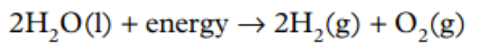 2H₂O(l) + energy → 2H₂(g) + O₂(g)